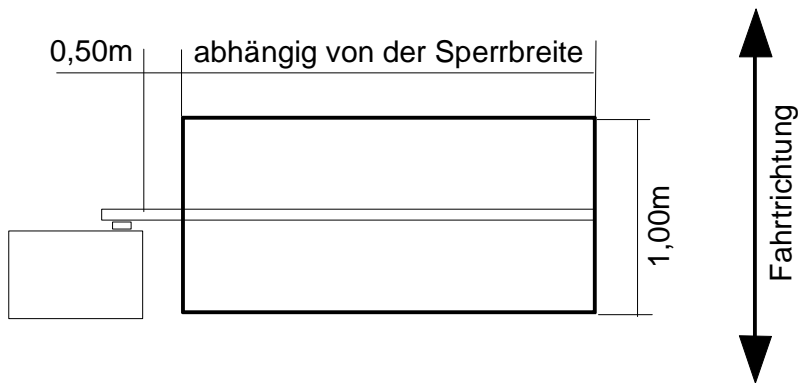 0,50m
abhängig von der Sperrbreite
1,00m
Fahrtrichtung